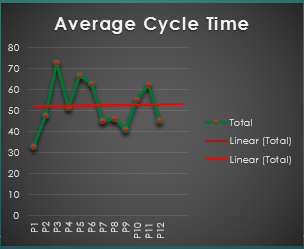 Average Cycle Time
80
70
60
50
40
30
20
10
0
P1
P2
P3
P4
P5
P6
P7
P8
P9
P10
P11
P12
Total
Linear (Total)
Linear (Total)